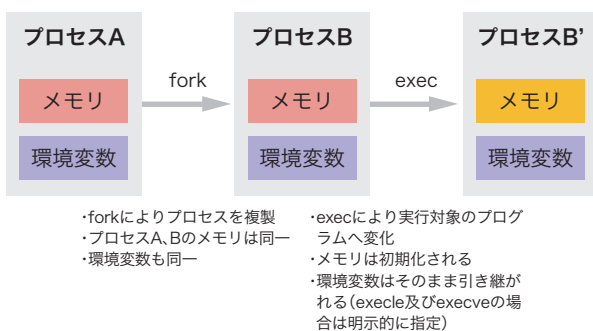 プロセスA
プロセスB
プロセスB’
fork
exec
メモリ
メモリ
メモリ
環境変数
環境変数
環境変数
・forkによりプロセスを複製
・プロセスA、Bのメモリは同一
・環境変数も同一
・execにより実行対象のプログ
ラムへ変化
・メモリは初期化される
・環境変数はそのまま引き継が
れる（execle及びexecveの場
合は明示的に指定）